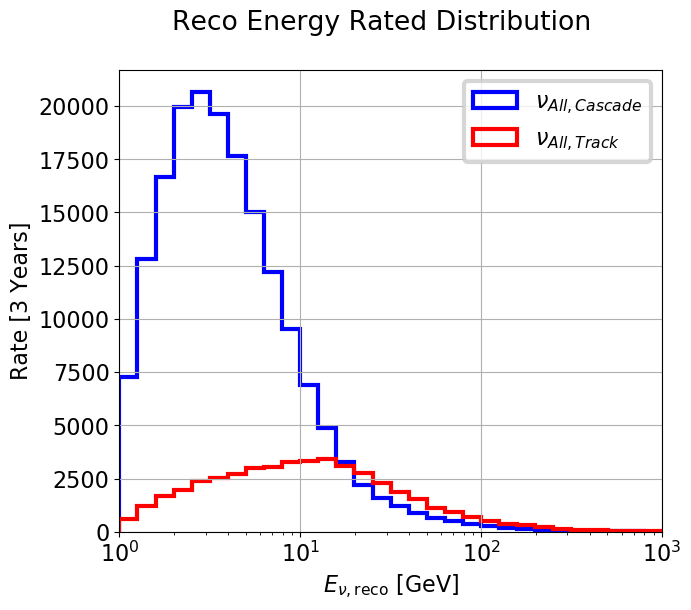 Reco Energy Rated Distribution
ν_{All, Cascade}
ν_{All, Track}
20000
17500
15000
12500
10000
7500
5000
2500
0
Rate [3 Years]
10^0 10^1 10^2 10^3
E_{ν, reco} [GeV]